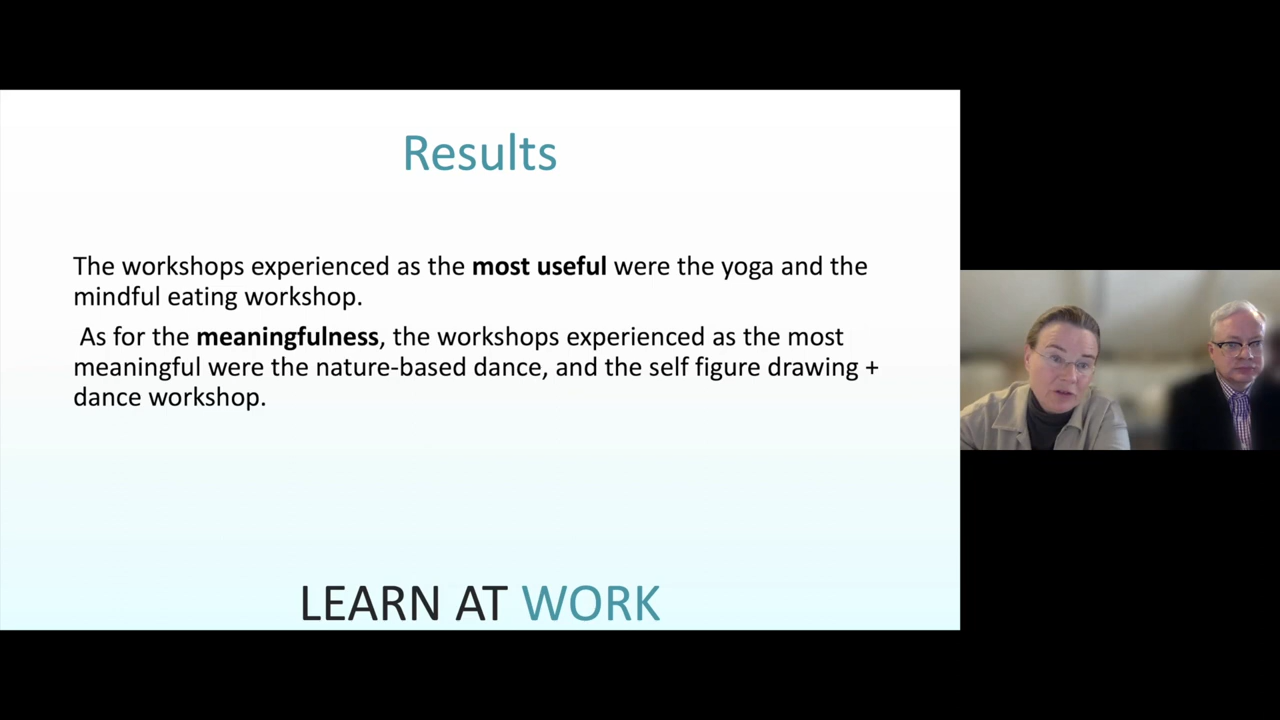 Results
The workshops experienced as the most useful were the yoga and the
mindful eating workshop.
As for the meaningfulness, the workshops experienced as the most
meaningful were the nature-based dance, and the self figure drawing +
dance workshop.
LEARN AT WORK